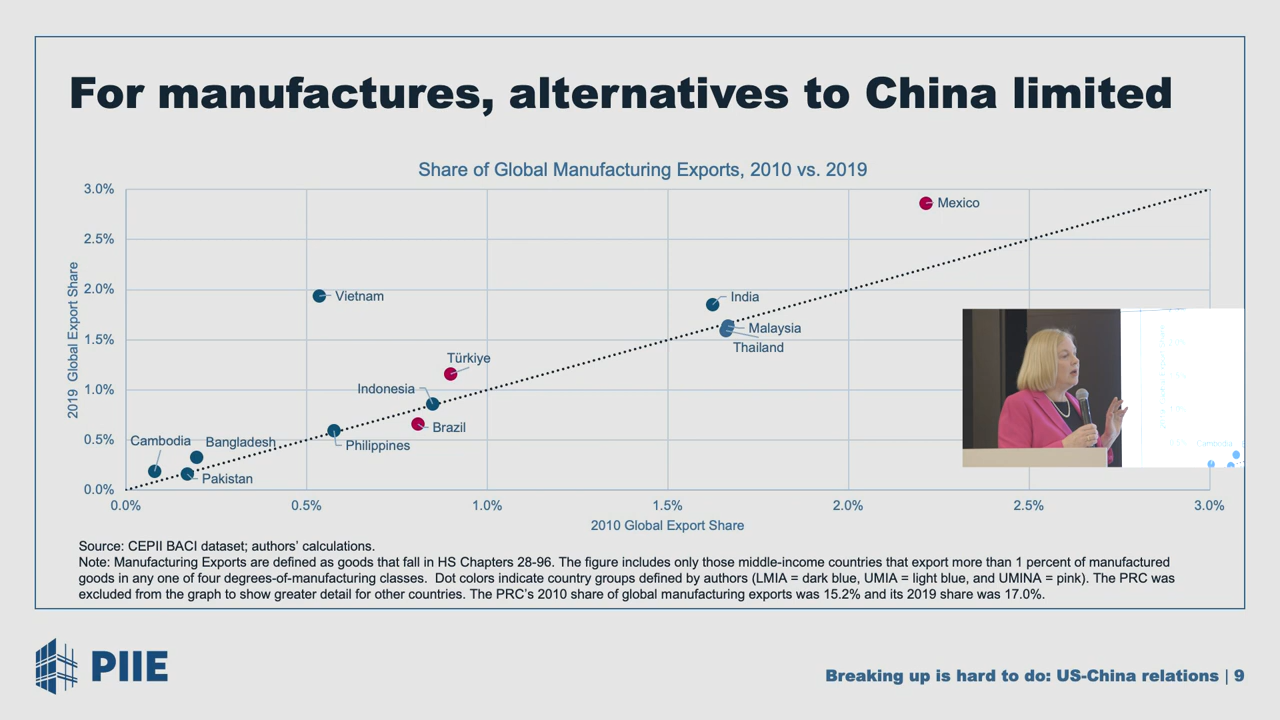 For manufactures, alternatives to China limited
Share of Global Manufacturing Exports, 2010 vs. 2019
3.0%
2.5%
2.0%
1.5%
1.0%
0.5%
0.0%
2019 Global Export Share
Mexico
Vietnam
India
Malaysia
Thailand
Türkiye
Indonesia
Brazil
Cambodia
Bangladesh
Philippines
Pakistan
0.0%
0.5%
1.0%
1.5%
2.0%
2.5%
3.0%
2010 Global Export Share
Cambodia
Source: CEPII BACI dataset; authors' calculations.
Note: Manufacturing Exports are defined as goods that fall in HS Chapters 28-96. The figure includes only those middle-income countries that export more than 1 percent of manufactured
goods in any one of four degrees-of-manufacturing classes. Dot colors indicate country groups defined by authors (LMIA = dark blue, UMIA = light blue, and UMINA = pink). The PRC was
excluded from the graph to show greater detail for other countries. The PRC's 2010 share of global manufacturing exports was 15.2% and its 2019 share was 17.0%.
PIIE
Breaking up is hard to do: US-China relations | 9